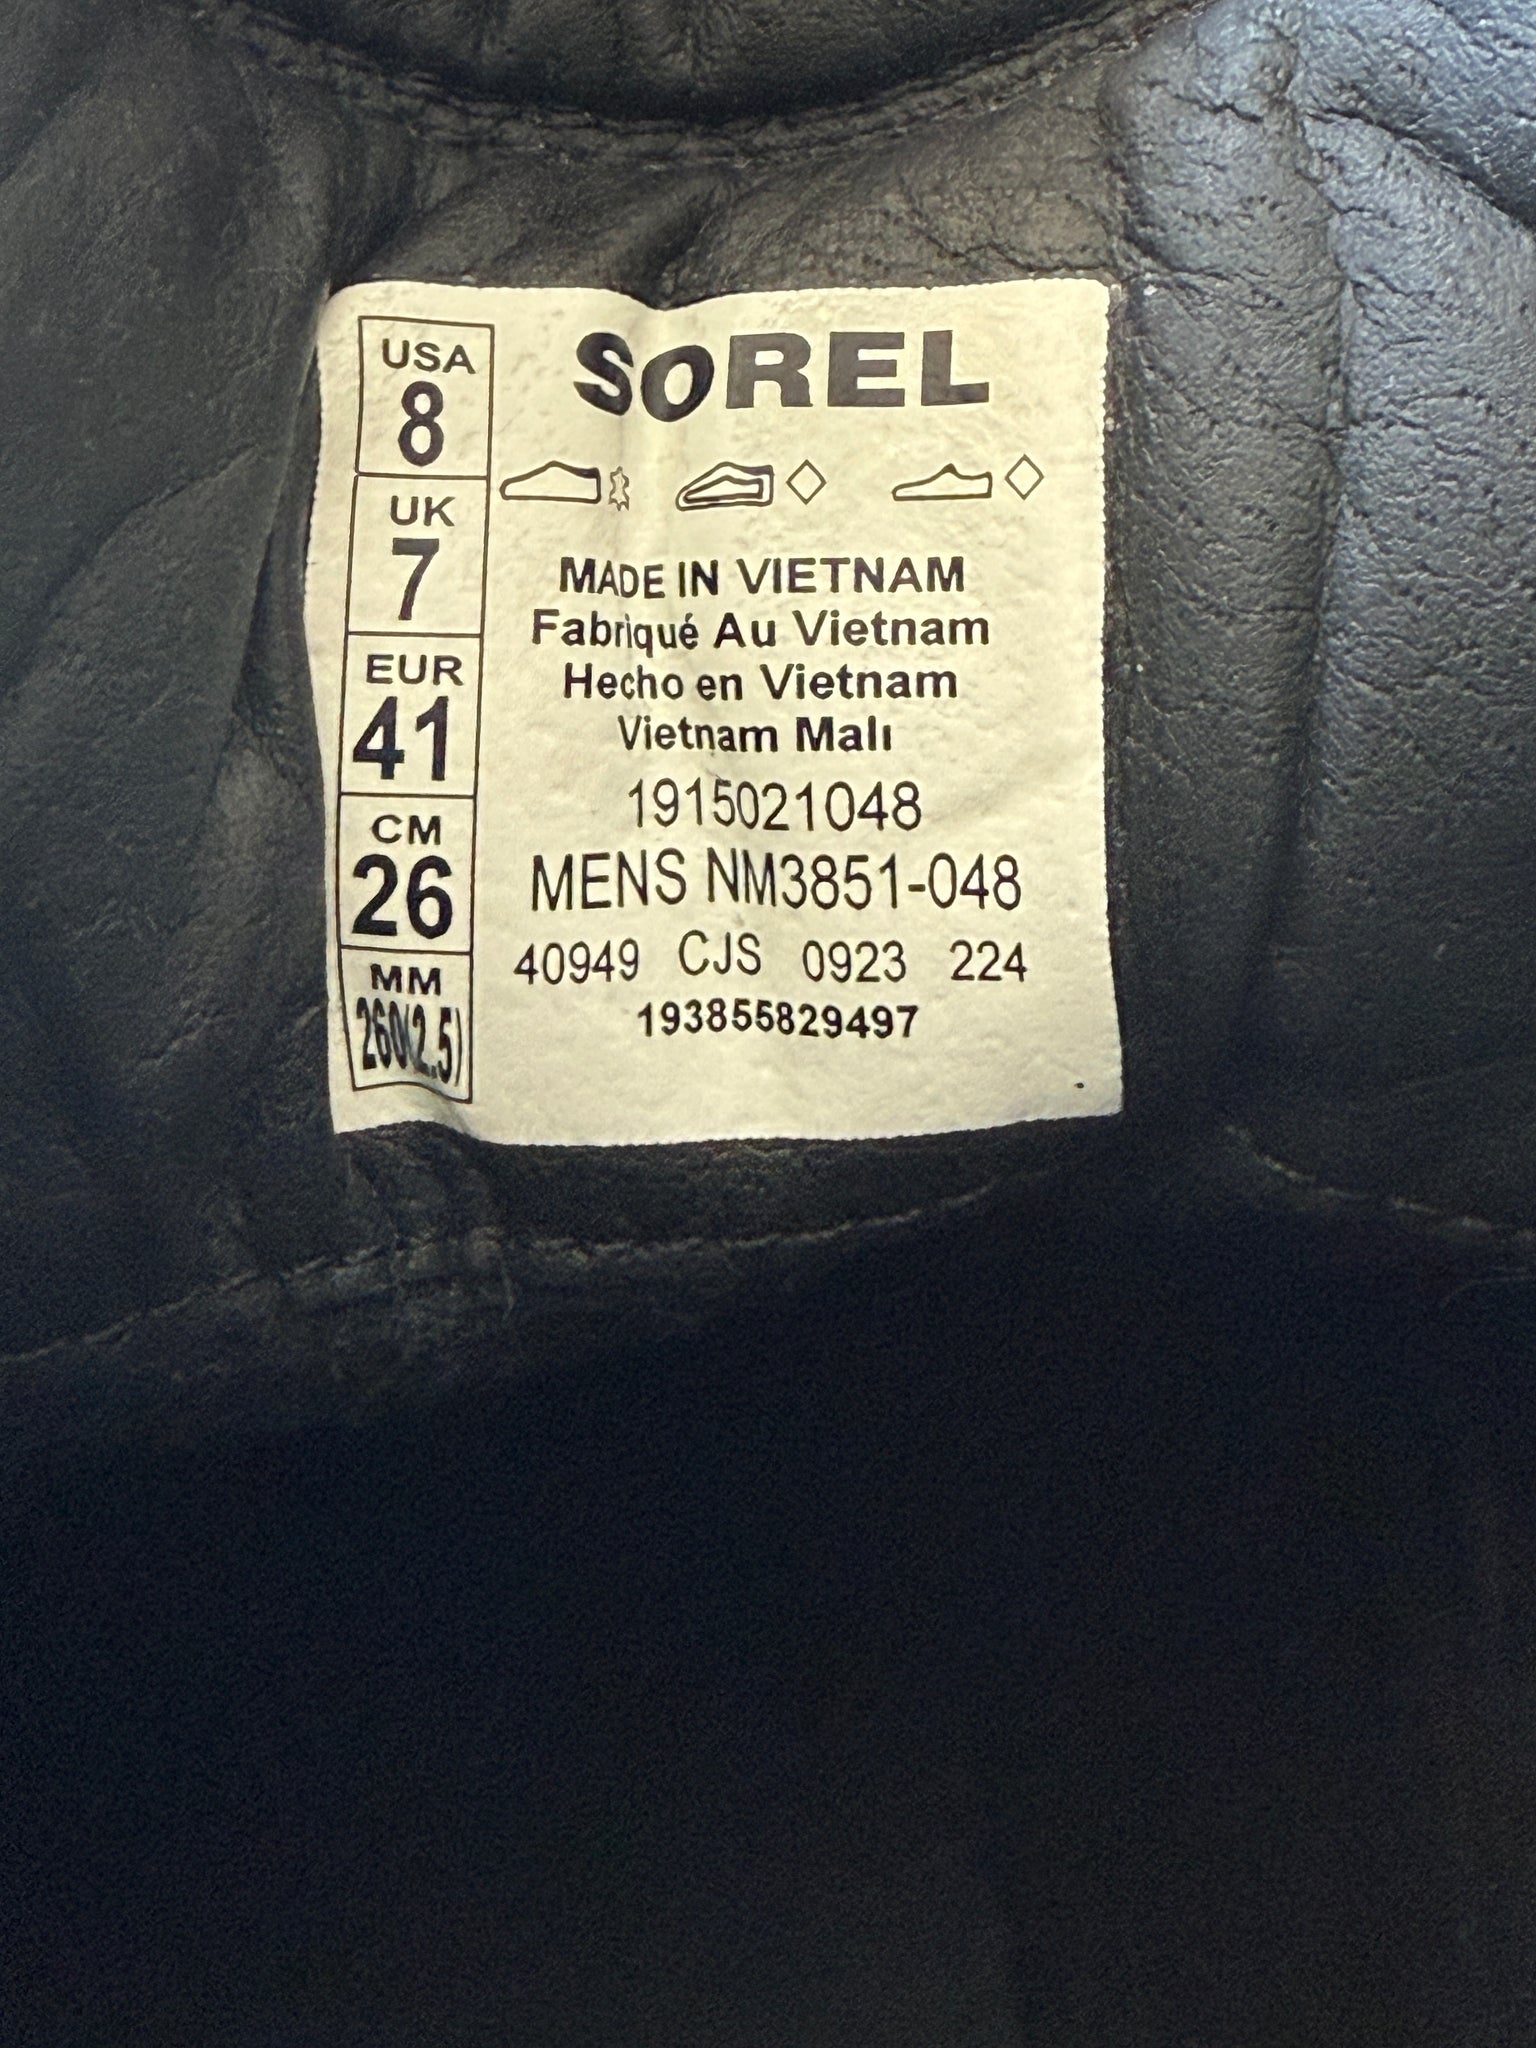 USA
8
UK
7
EUR
41
CM
26
MM
260(2.5)
SOREL
MADE IN VIETNAM
Fabriqué Au Vietnam
Hecho en Vietnam
Vietnam Malı
1915021048
MENS NM3851-048
40949 CJS 0923 224
193855829497